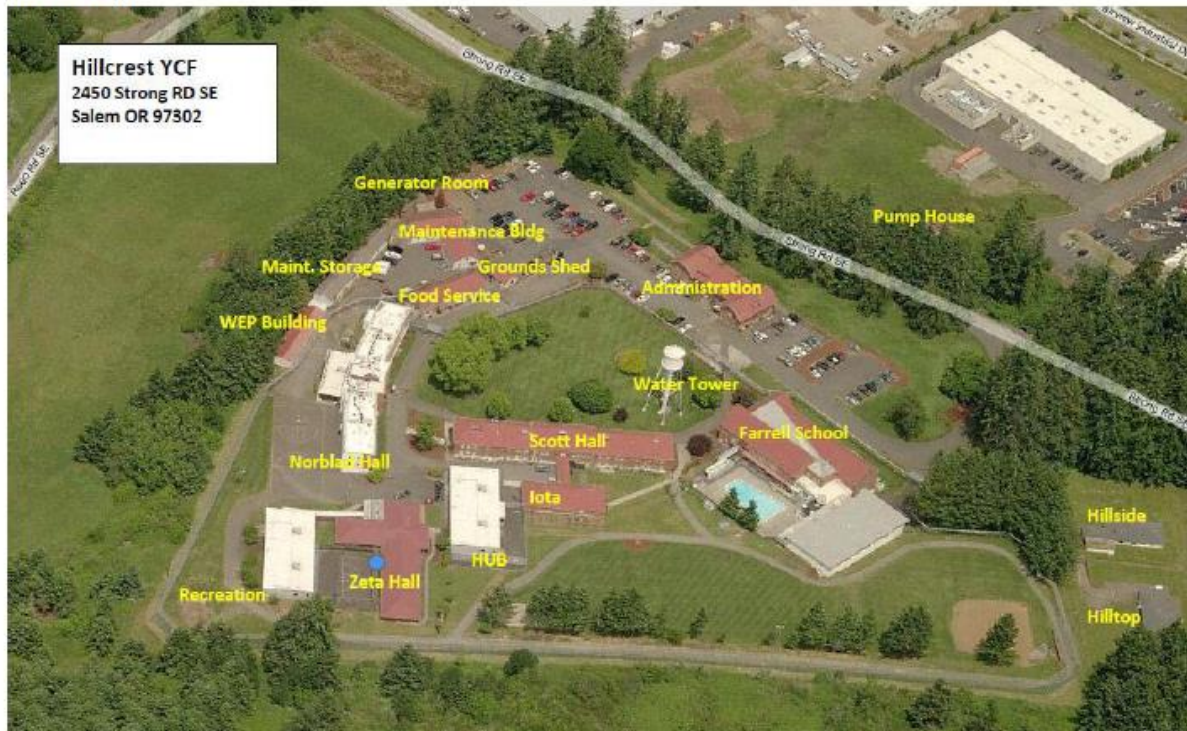 Hillcrest YCF
2450 Strong RD SE
Salem OR 97302
Strong Rd SE
Generator Room
Pump House
Maintenance Bldg
Strong Rd SE
Maint. Storage
Grounds Shed
Administration
Food Service
WEP Building
Water Tower
Scott Hall
Farrell School
Norblad Hall
Iota
Hillside
HUB
Zeta Hall
Recreation
Hilltop